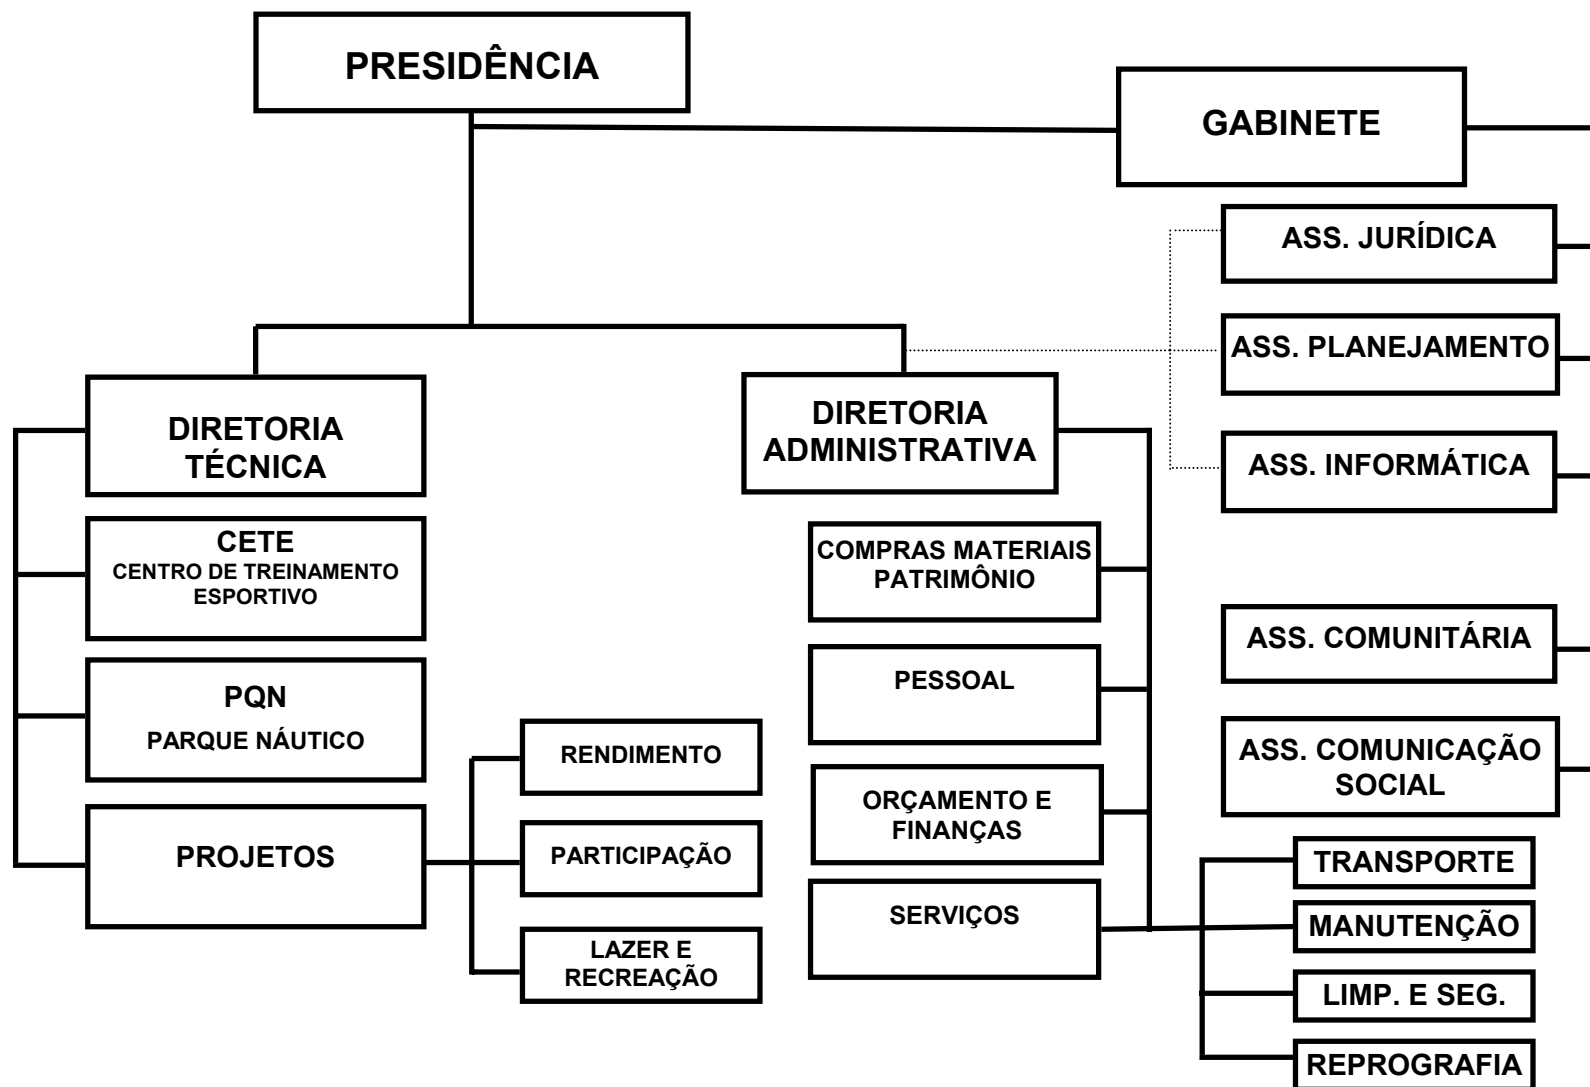 PRESIDÊNCIA
GABINETE
ASS. JURÍDICA
ASS. PLANEJAMENTO
ASS. INFORMÁTICA
ASS. COMUNITÁRIA
ASS. COMUNICAÇÃO
SOCIAL
DIRETORIA
TÉCNICA
CETE
CENTRO DE TREINAMENTO
ESPORTIVO
PQN
PARQUE NÁUTICO
PROJETOS
RENDIMENTO
PARTICIPAÇÃO
LAZER E
RECREAÇÃO
DIRETORIA
ADMINISTRATIVA
COMPRAS MATERIAIS
PATRIMÔNIO
PESSOAL
ORÇAMENTO E
FINANÇAS
SERVIÇOS
TRANSPORTE
MANUTENÇÃO
LIMP. E SEG.
REPROGRAFIA